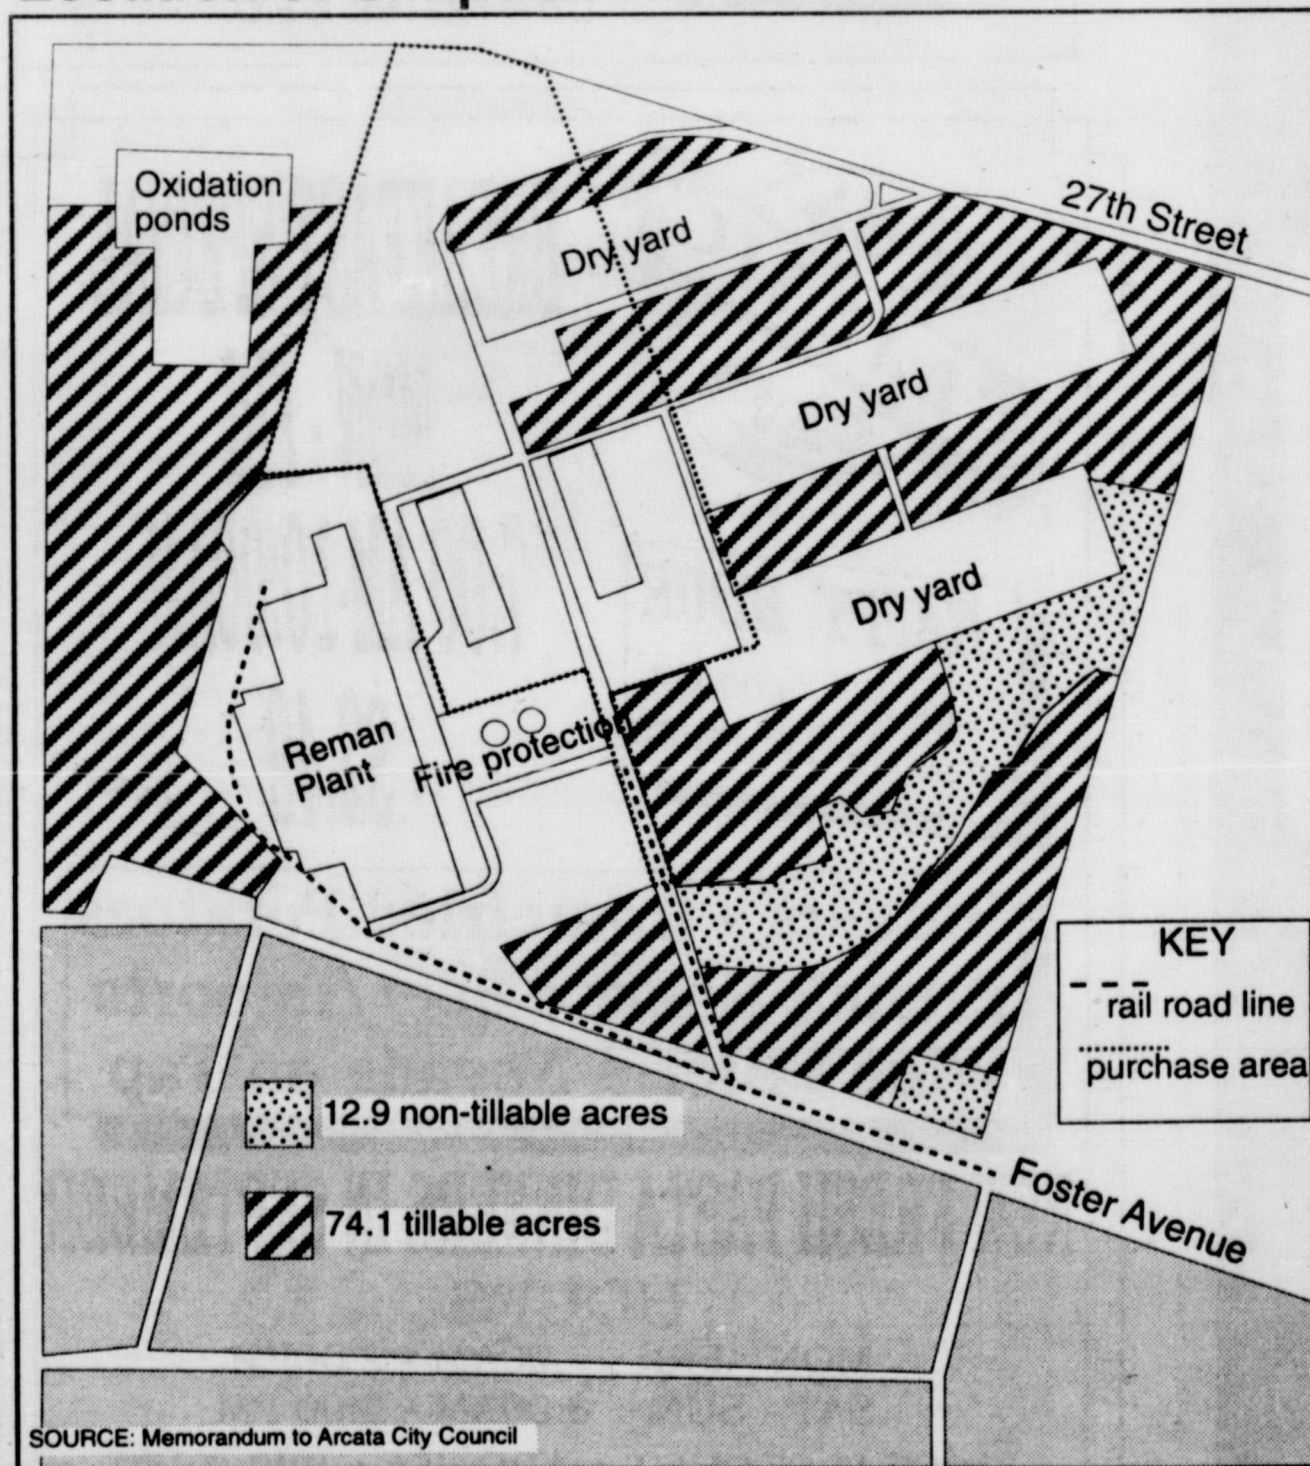 Oxidation
ponds
27th Street
Dry yard
Dry yard
Dry yard
Reman
Plant
Fire protection
KEY
rail road line
purchase area
12.9 non-tillable acres
74.1 tillable acres
Foster Avenue
SOURCE: Memorandum to Arcata City Council